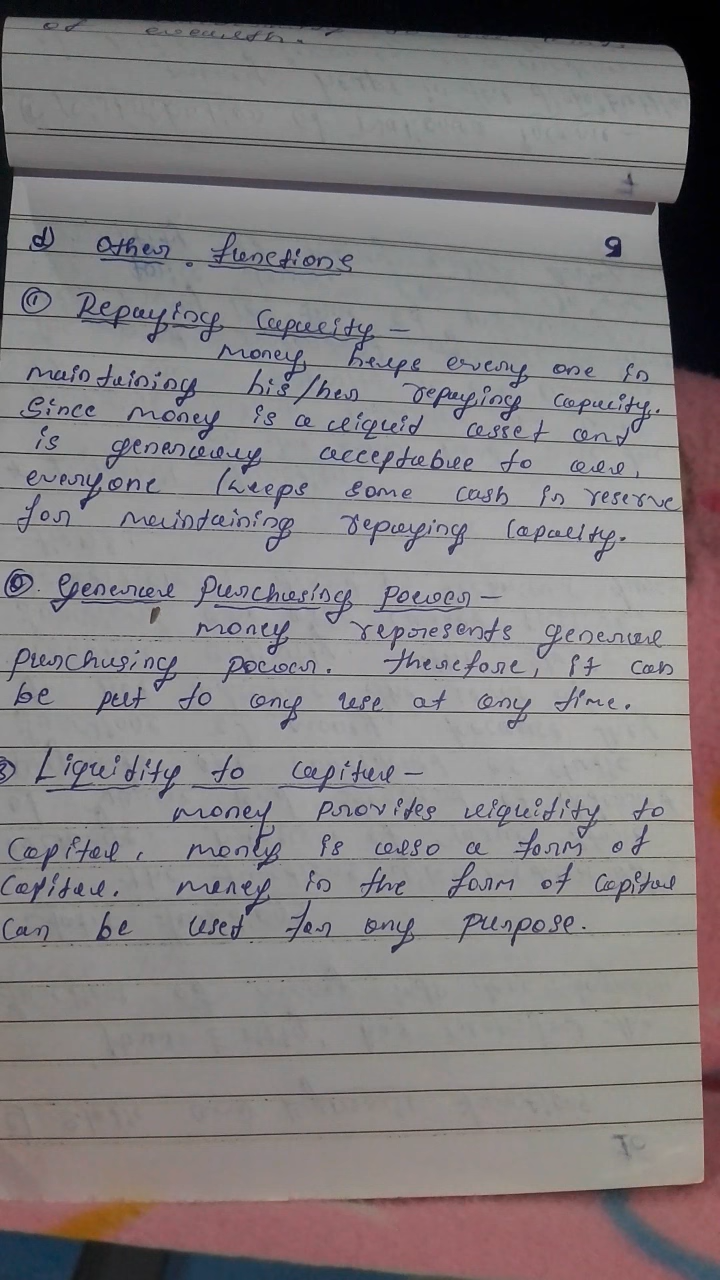 of
d) Other functions
9
① Repaying Capacity –
Money helps every one in
maintaining his/her repaying capacity.
Since money is a liquid asset and
is generally acceptable to all,
everyone keeps some cash in reserve
for maintaining repaying capacity.
②. General Purchasing power –
Money represents general
purchasing power. Therefore, it can
be put to any use at any time.
3) Liquidity to capital –
Money provides liquidity to
Capital. Money is also a form of
Capital. Money in the form of capital
can be used for any purpose.